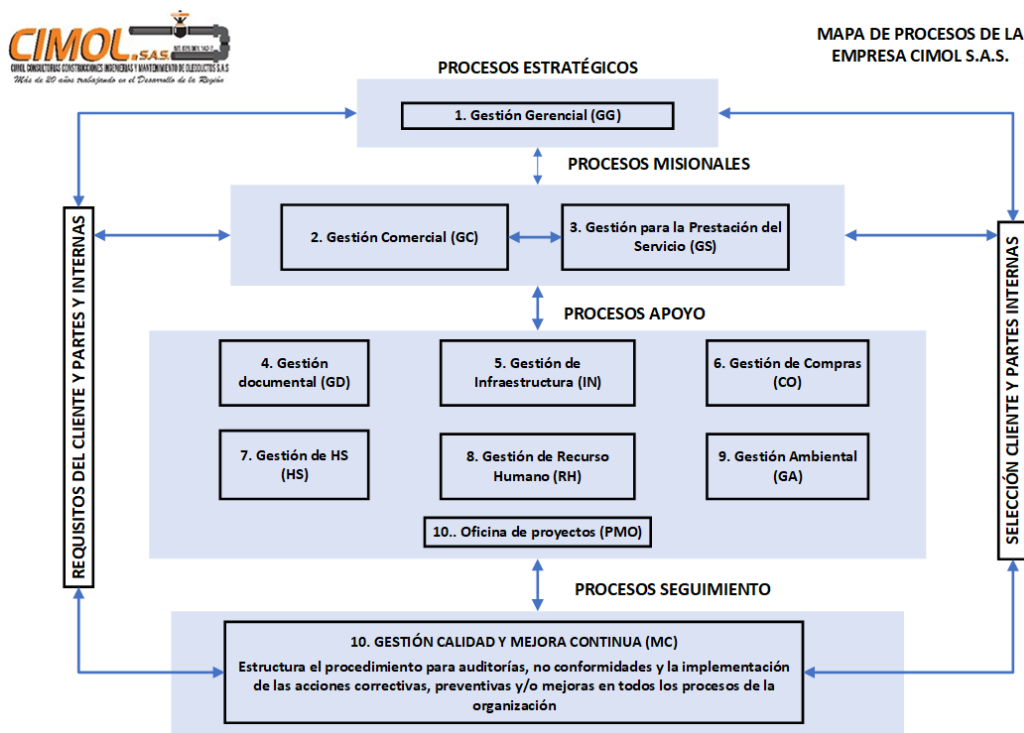 CIMOL.S.A.S.
CIMOL CONSULTORIAS CONSTRUCCIONES INGENIERIAS Y MANTENIMIENTO DE OLEODUCTOS S.A.S
Más de 20 años trabajando en el Desarrollo de la Región
MAPA DE PROCESOS DE LA
EMPRESA CIMOL S.A.S.
PROCESOS ESTRATÉGICOS
1. Gestión Gerencial (GG)
PROCESOS MISIONALES
2. Gestión Comercial (GC)
3. Gestión para la Prestación del
Servicio (GS)
PROCESOS APOYO
4. Gestión
documental (GD)
5. Gestión de
Infraestructura (IN)
6. Gestión de Compras
(CO)
7. Gestión de HS
(HS)
8. Gestión de Recurso
Humano (RH)
9. Gestión Ambiental
(GA)
10.. Oficina de proyectos (PMO)
PROCESOS SEGUIMIENTO
10. GESTIÓN CALIDAD Y MEJORA CONTINUA (MC)
Estructura el procedimiento para auditorías, no conformidades y la implementación
de las acciones correctivas, preventivas y/o mejoras en todos los procesos de la
organización
REQUISITOS DEL CLIENTE Y PARTES Y INTERNAS
SELECCIÓN CLIENTE Y PARTES INTERNAS